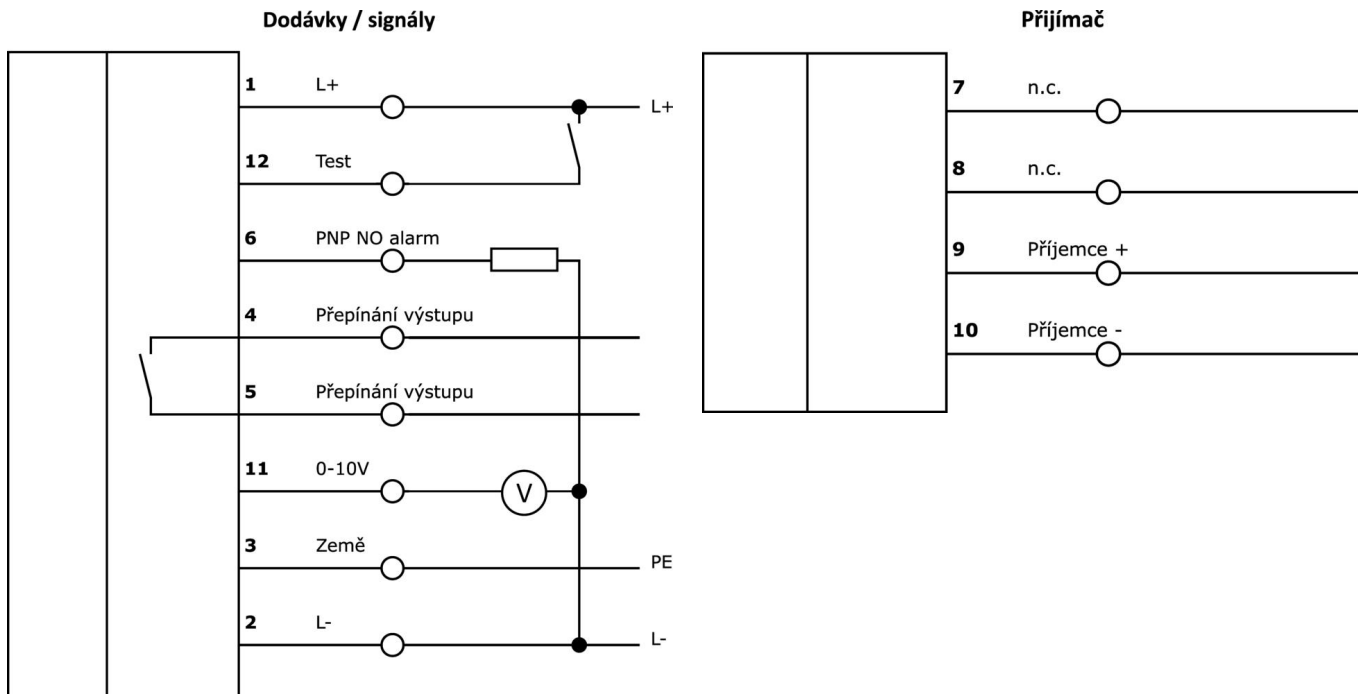 Dodávky / signály
1 L+ L+
12 Test
6 PNP NO alarm
4 Přepínání výstupu
5 Přepínání výstupu
11 0-10V V
3 Země PE
2 L- L-
Přijímač
7 n.c.
8 n.c.
9 Příjemce +
10 Příjemce -